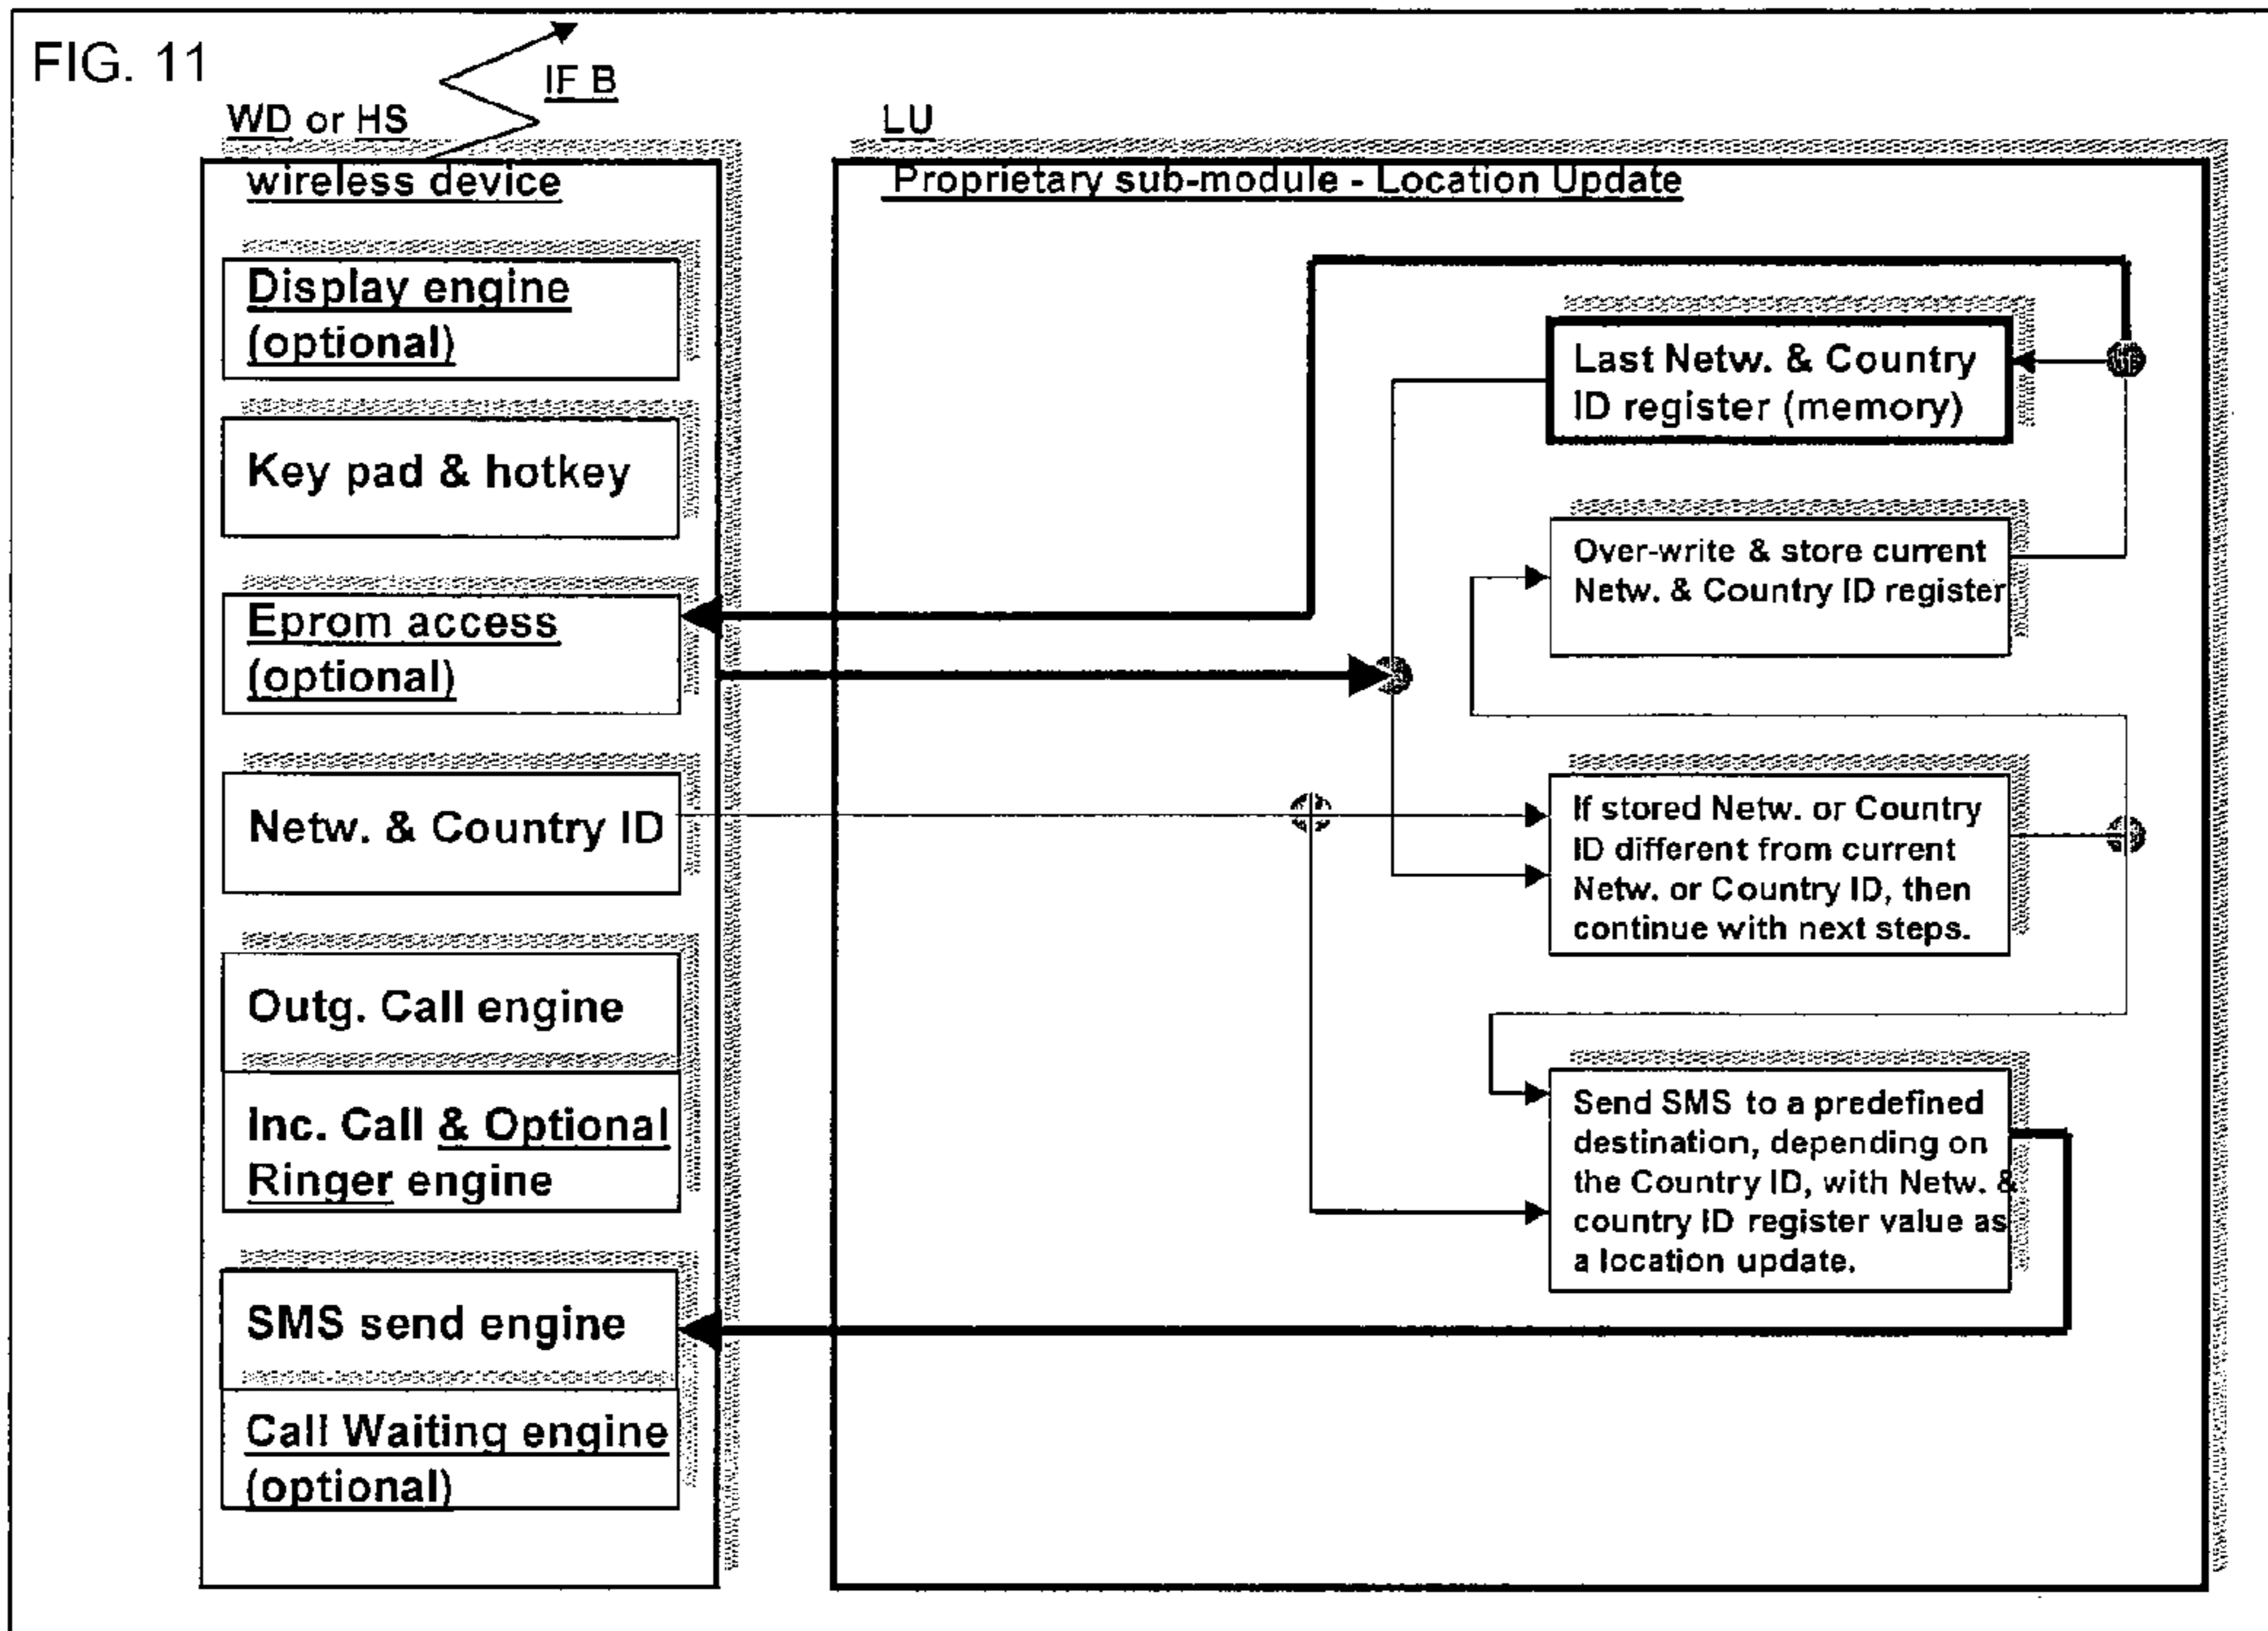 FIG. 11
IF B
WD or HS
wireless device
Display engine
(optional)
Key pad & hotkey
Eprom access
(optional)
Netw. & Country ID
Outg. Call engine
Inc. Call & Optional
Ringer engine
SMS send engine
Call Waiting engine
(optional)
LU
Proprietary sub-module - Location Update
Last Netw. & Country
ID register (memory)
Over-write & store current
Netw. & Country ID register
If stored Netw. or Country
ID different from current
Netw. or Country ID, then
continue with next steps.
Send SMS to a predefined
destination, depending on
the Country ID, with Netw. &
country ID register value as
a location update.